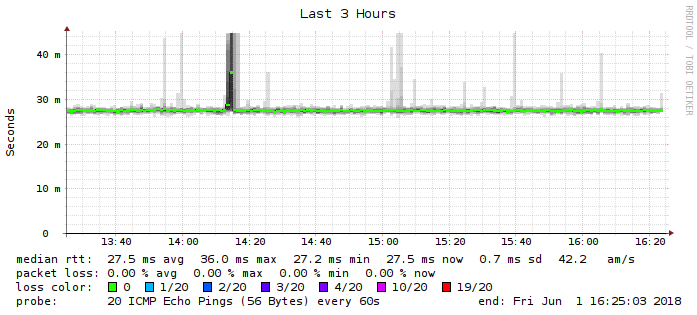 Last 3 Hours
RRDTOOL / TOBI OETIKER
Seconds
40 m
30 m
20 m
10 m
0
13:40 14:00 14:20 14:40 15:00 15:20 15:40 16:00 16:20
median rtt: 27.5 ms avg 36.0 ms max 27.2 ms min 27.5 ms now 0.7 ms sd 42.2 am/s
packet loss: 0.00 % avg 0.00 % max 0.00 % min 0.00 % now
loss color: 0 1/20 2/20 3/20 4/20 10/20 19/20
probe: 20 ICMP Echo Pings (56 Bytes) every 60s end: Fri Jun 1 16:25:03 2018